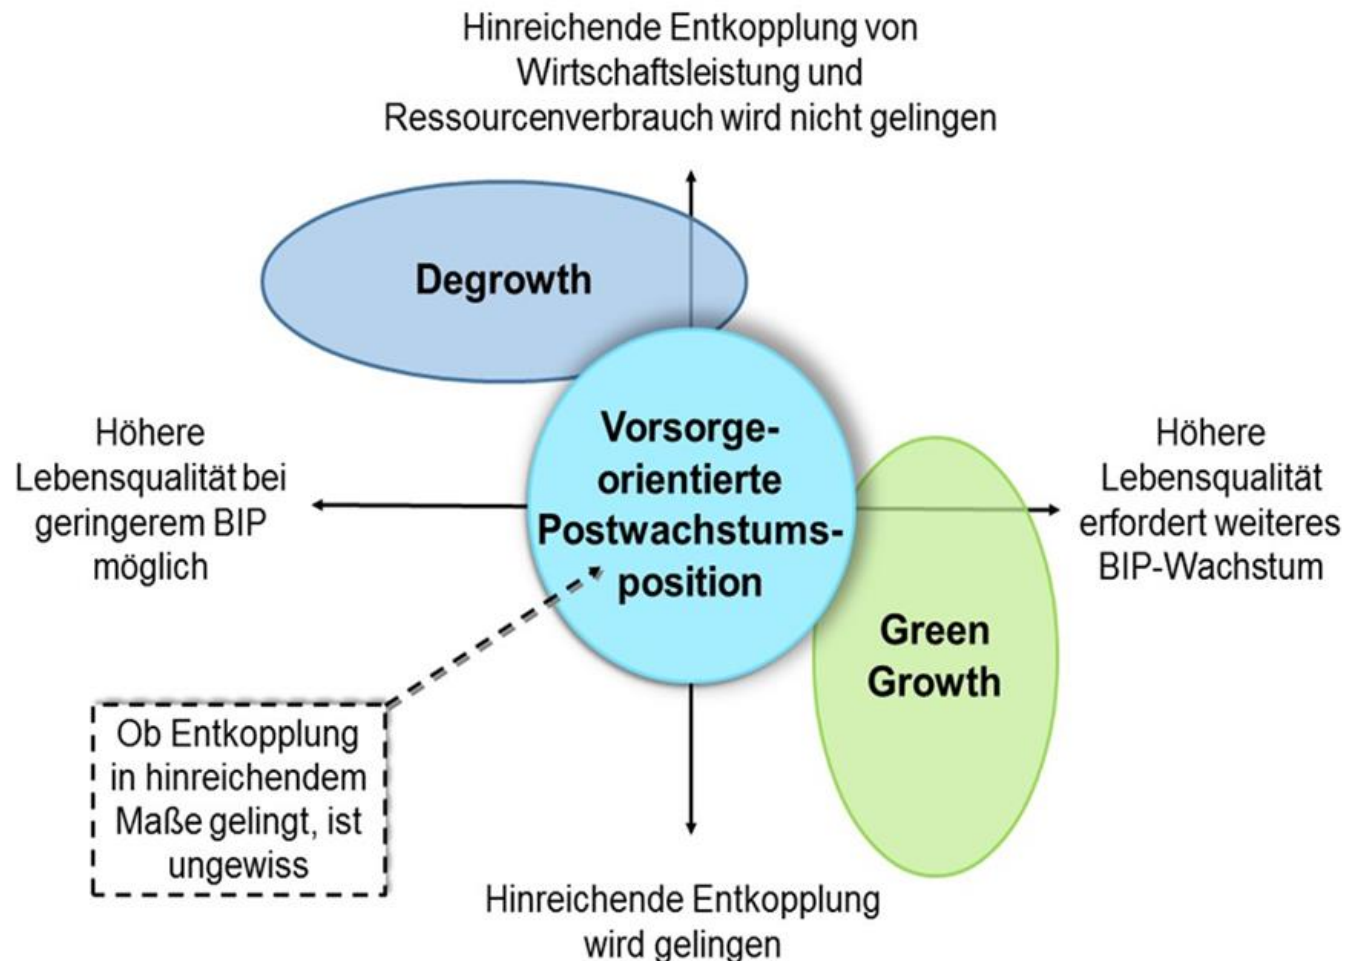 Hinreichende Entkopplung von
Wirtschaftsleistung und
Ressourcenverbrauch wird nicht gelingen
Degrowth
Höhere
Lebensqualität bei
geringerem BIP
möglich
Vorsorge-
orientierte
Postwachstums-
position
Höhere
Lebensqualität
erfordert weiteres
BIP-Wachstum
Green
Growth
Ob Entkopplung
in hinreichendem
Maße gelingt, ist
ungewiss
Hinreichende Entkopplung
wird gelingen